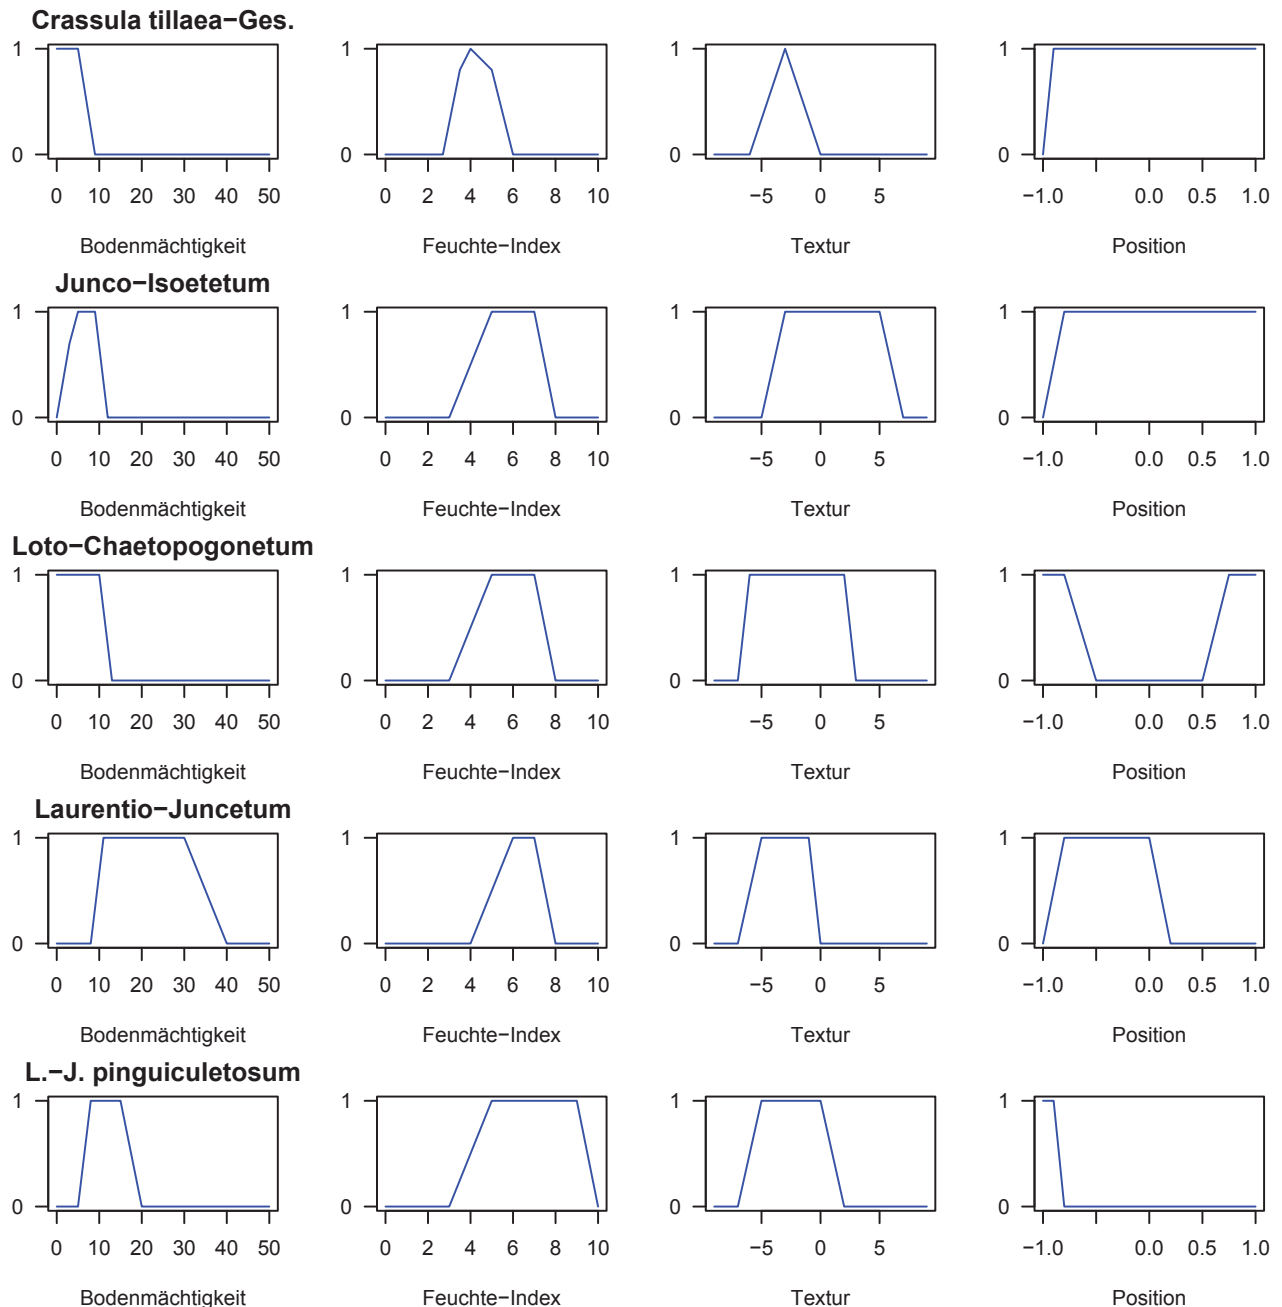 Crassula tillaea−Ges.
1
0
0 10 20 30 40 50
Bodenmächtigkeit
0 2 4 6 8 10
Feuchte−Index
1
0
−5 0 5
Textur
1
0
−1.0 0.0 0.5 1.0
Position
1
0
Junco−Isoetetum
1
0
0 10 20 30 40 50
Bodenmächtigkeit
1
0
0 2 4 6 8 10
Feuchte−Index
1
0
−5 0 5
Textur
1
0
−1.0 0.0 0.5 1.0
Position
Loto−Chaetopogonetum
1
0
0 10 20 30 40 50
Bodenmächtigkeit
1
0
0 2 4 6 8 10
Feuchte−Index
1
0
−5 0 5
Textur
1
0
−1.0 0.0 0.5 1.0
Position
Laurentio−Juncetum
1
0
0 10 20 30 40 50
Bodenmächtigkeit
1
0
0 2 4 6 8 10
Feuchte−Index
1
0
−5 0 5
Textur
1
0
−1.0 0.0 0.5 1.0
Position
L.−J. pinguiculetosum
1
0
0 10 20 30 40 50
Bodenmächtigkeit
1
0
0 2 4 6 8 10
Feuchte−Index
1
0
−5 0 5
Textur
1
0
−1.0 0.0 0.5 1.0
Position